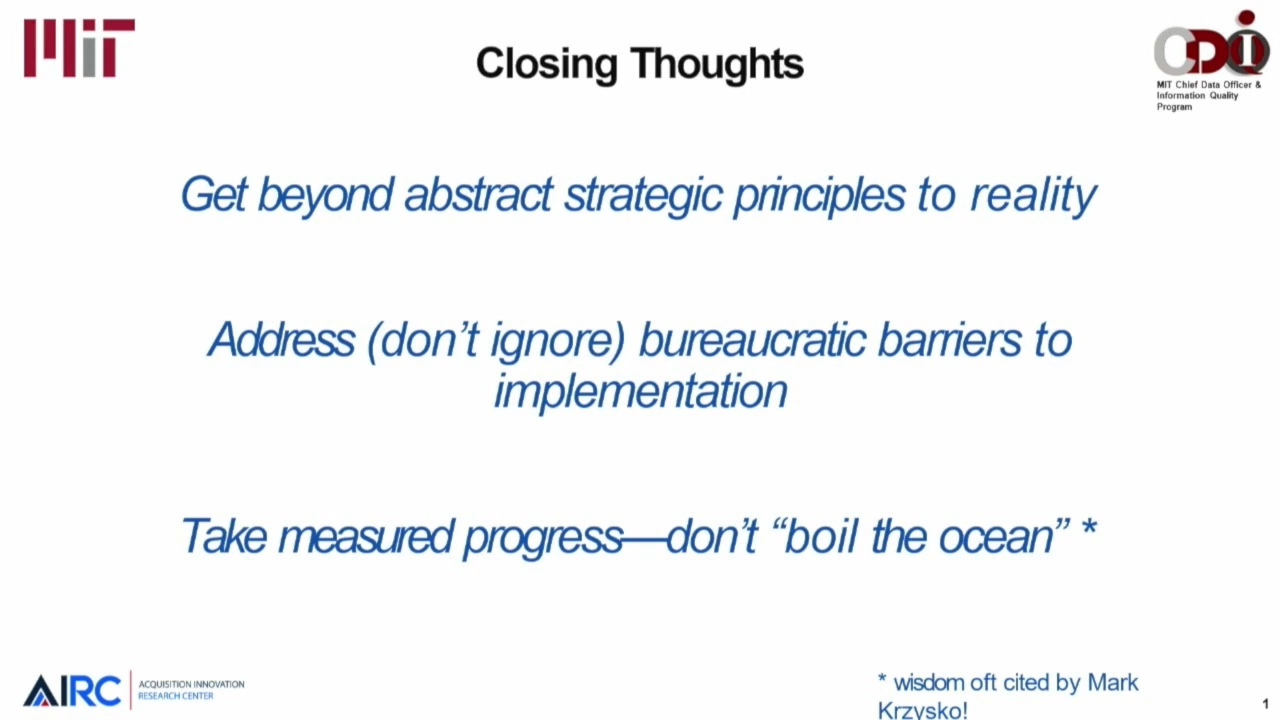 MiT
Closing Thoughts
CDIQ
MIT Chief Data Officer &
Information Quality
Program
Get beyond abstract strategic principles to reality
Address (don’t ignore) bureaucratic barriers to
implementation
Take measured progress—don’t “boil the ocean” *
AIRC
ACQUISITION INNOVATION
RESEARCH CENTER
* wisdom oft cited by Mark
Krzysko!
1